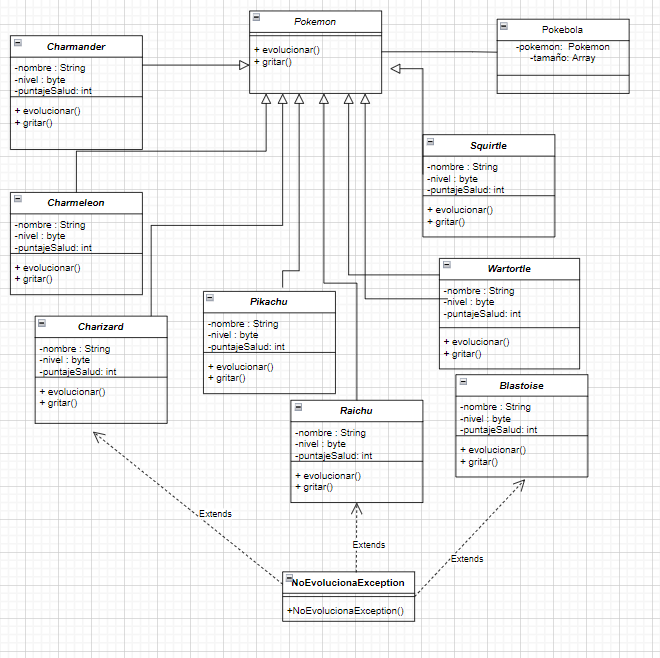 Pokemon
+ evolucionar()
+ gritar()
Pokebola
-pokemon: Pokemon
-tamaño: Array
Charmander
-nombre : String
-nivel : byte
-puntajeSalud: int
+ evolucionar()
+ gritar()
Squirtle
-nombre : String
-nivel : byte
-puntajeSalud: int
+ evolucionar()
+ gritar()
Charmeleon
-nombre : String
-nivel : byte
-puntajeSalud: int
+ evolucionar()
+ gritar()
Wartortle
-nombre : String
-nivel : byte
-puntajeSalud: int
+ evolucionar()
+ gritar()
Pikachu
-nombre : String
-nivel : byte
-puntajeSalud: int
+ evolucionar()
+ gritar()
Charizard
-nombre : String
-nivel : byte
-puntajeSalud: int
+ evolucionar()
+ gritar()
Blastoise
-nombre : String
-nivel : byte
-puntajeSalud: int
+ evolucionar()
+ gritar()
Raichu
-nombre : String
-nivel : byte
-puntajeSalud: int
+ evolucionar()
+ gritar()
Extends
Extends
Extends
NoEvolucionaException
+NoEvolucionaException()